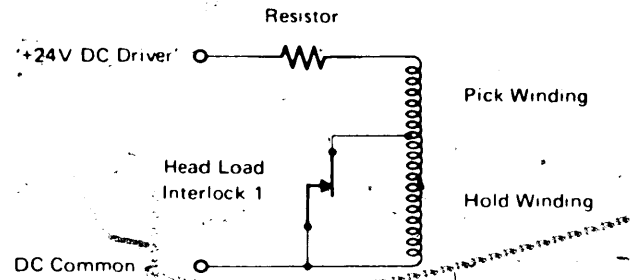 Resistor
'+24V DC Driver'
Pick Winding
Head Load
Interlock 1
Hold Winding
DC Common